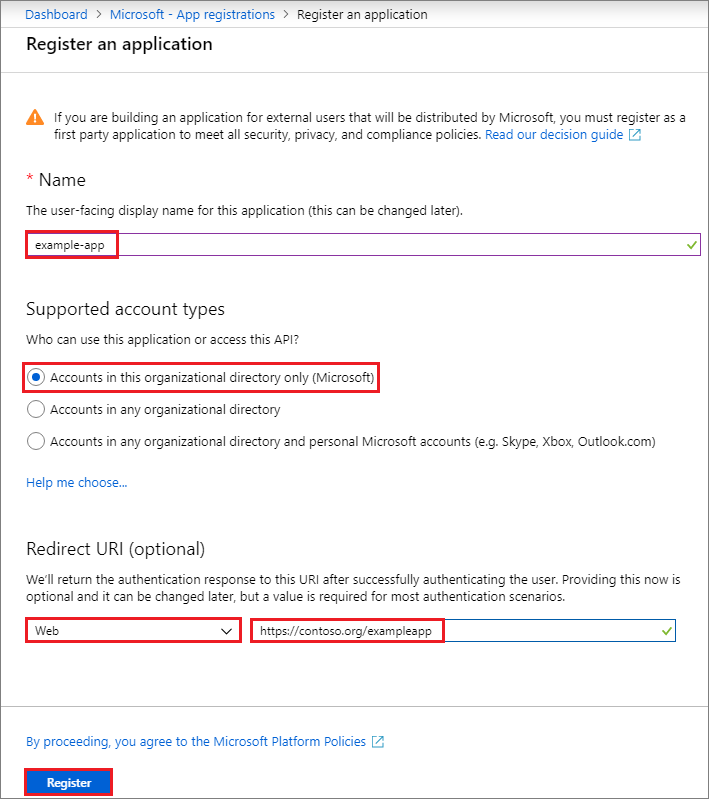 Dashboard > Microsoft - App registrations > Register an application
Register an application
If you are building an application for external users that will be distributed by Microsoft, you must register as a
first party application to meet all security, privacy, and compliance policies. Read our decision guide
* Name
The user-facing display name for this application (this can be changed later).
example-app
Supported account types
Who can use this application or access this API?
Accounts in this organizational directory only (Microsoft)
Accounts in any organizational directory
Accounts in any organizational directory and personal Microsoft accounts (e.g. Skype, Xbox, Outlook.com)
Help me choose...
Redirect URI (optional)
We'll return the authentication response to this URI after successfully authenticating the user. Providing this now is
optional and it can be changed later, but a value is required for most authentication scenarios.
Web https://contoso.org/exampleapp
By proceeding, you agree to the Microsoft Platform Policies
Register